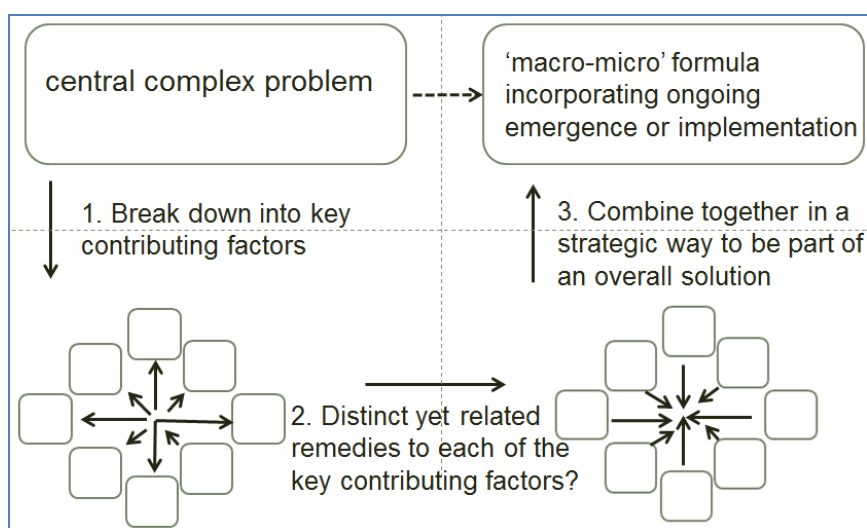 central complex problem
‘macro-micro’ formula
incorporating ongoing
emergence or implementation
1. Break down into key
contributing factors
3. Combine together in a
strategic way to be part of
an overall solution
2. Distinct yet related
remedies to each of the
key contributing factors?